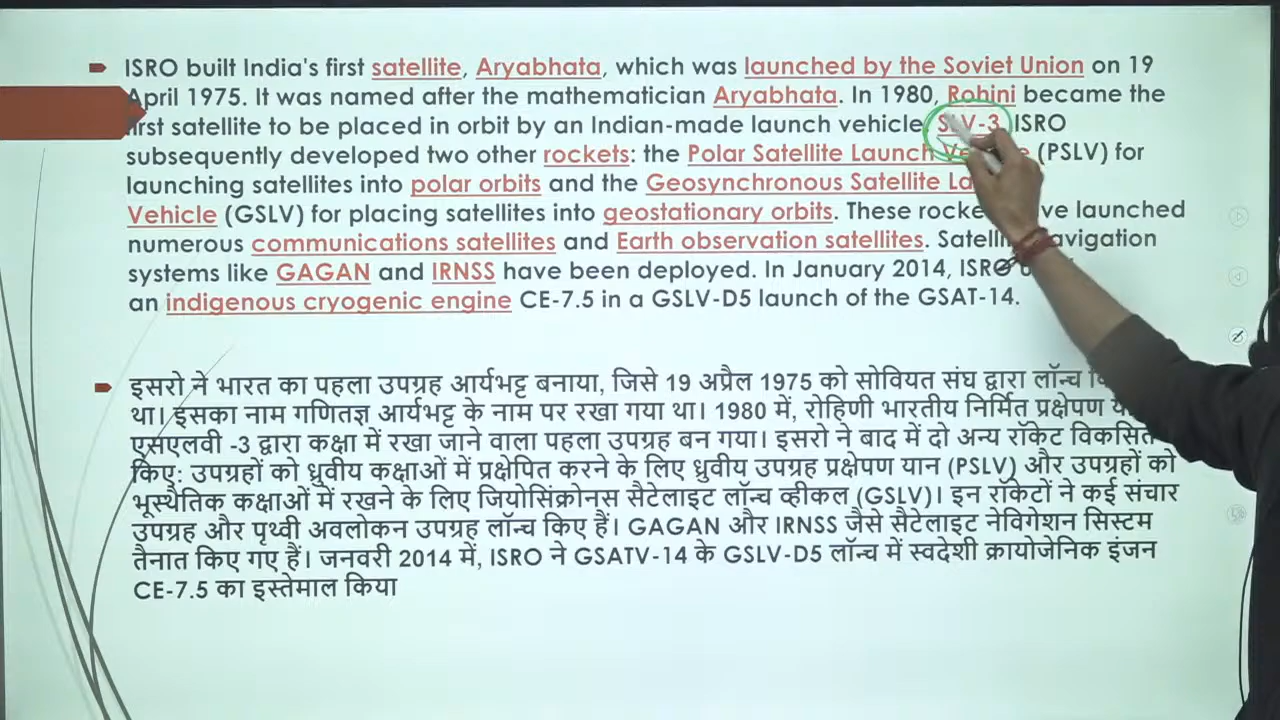 ISRO built India's first satellite, Aryabhata, which was launched by the Soviet Union on 19
April 1975. It was named after the mathematician Aryabhata. In 1980, Rohini became the
first satellite to be placed in orbit by an Indian-made launch vehicle SLV-3. ISRO
subsequently developed two other rockets: the Polar Satellite Launch (PSLV) for
launching satellites into polar orbits and the Geosynchronous Satellite
Vehicle (GSLV) for placing satellites into geostationary orbits. These launched
numerous communications satellites and Earth observation satellites. navigation
systems like GAGAN and IRNSS have been deployed. In January 2014, ISRO
an indigenous cryogenic engine CE-7.5 in a GSLV-D5 launch of the GSAT-14.
इसरो ने भारत का पहला उपग्रह आर्यभट्ट बनाया, जिसे 19 अप्रैल 1975 को सोवियत संघ द्वारा लॉन्च
था। इसका नाम गणितज्ञ आर्यभट्ट के नाम पर रखा गया था। 1980 में, रोहिणी भारतीय निर्मित प्रक्षेपण
एसएलवी -3 द्वारा कक्षा में रखा जाने वाला पहला उपग्रह बन गया। इसरो ने बाद में दो अन्य रॉकेट विकसित
किए: उपग्रहों को ध्रुवीय कक्षाओं में प्रक्षेपित करने के लिए ध्रुवीय उपग्रह प्रक्षेपण यान (PSLV) और उपग्रहों को
भूस्थैतिक कक्षाओं में रखने के लिए जियोसिंक्रोनस सैटेलाइट लॉन्च व्हीकल (GSLV)। इन रॉकेटों ने कई संचार
उपग्रह और पृथ्वी अवलोकन उपग्रह लॉन्च किए हैं। GAGAN और IRNSS जैसे सैटेलाइट नेविगेशन सिस्टम
तैनात किए गए हैं। जनवरी 2014 में, ISRO ने GSATV-14 के GSLV-D5 लॉन्च में स्वदेशी क्रायोजेनिक इंजन
CE-7.5 का इस्तेमाल किया